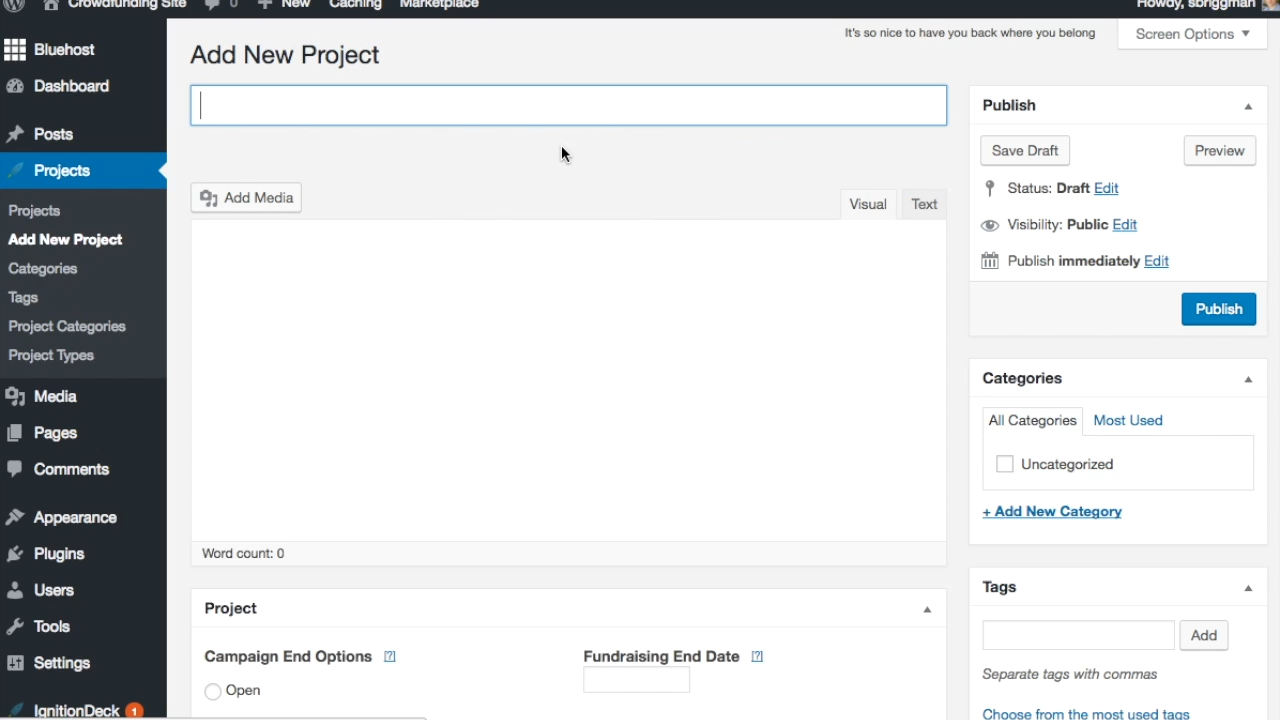 Crowdfunding Site 0 New Caching Marketplace Howdy, sbriggman
It's so nice to have you back where you belong
Screen Options
Bluehost
Dashboard
Posts
Projects
Projects
Add New Project
Categories
Tags
Project Categories
Project Types
Media
Pages
Comments
Appearance
Plugins
Users
Tools
Settings
IgnitionDeck 1
Add New Project
Add Media
Visual Text
Word count: 0
Project
Campaign End Options [?]
Open
Fundraising End Date [?]
Publish
Save Draft Preview
Status: Draft Edit
Visibility: Public Edit
Publish immediately Edit
Publish
Categories
All Categories Most Used
Uncategorized
+ Add New Category
Tags
Add
Separate tags with commas
Choose from the most used tags